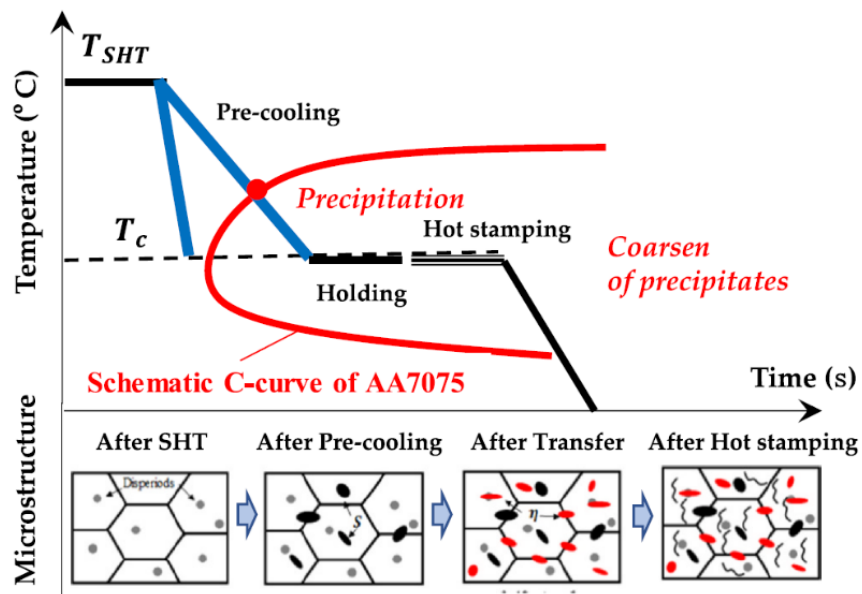 T_SHT
Pre-cooling
Precipitation
T_c
Hot stamping
Coarsen
of precipitates
Holding
Schematic C-curve of AA7075
Temperature (º C)
Time (s)
Microstructure
After SHT
After Pre-cooling
After Transfer
After Hot stamping
Disperiods
S
η